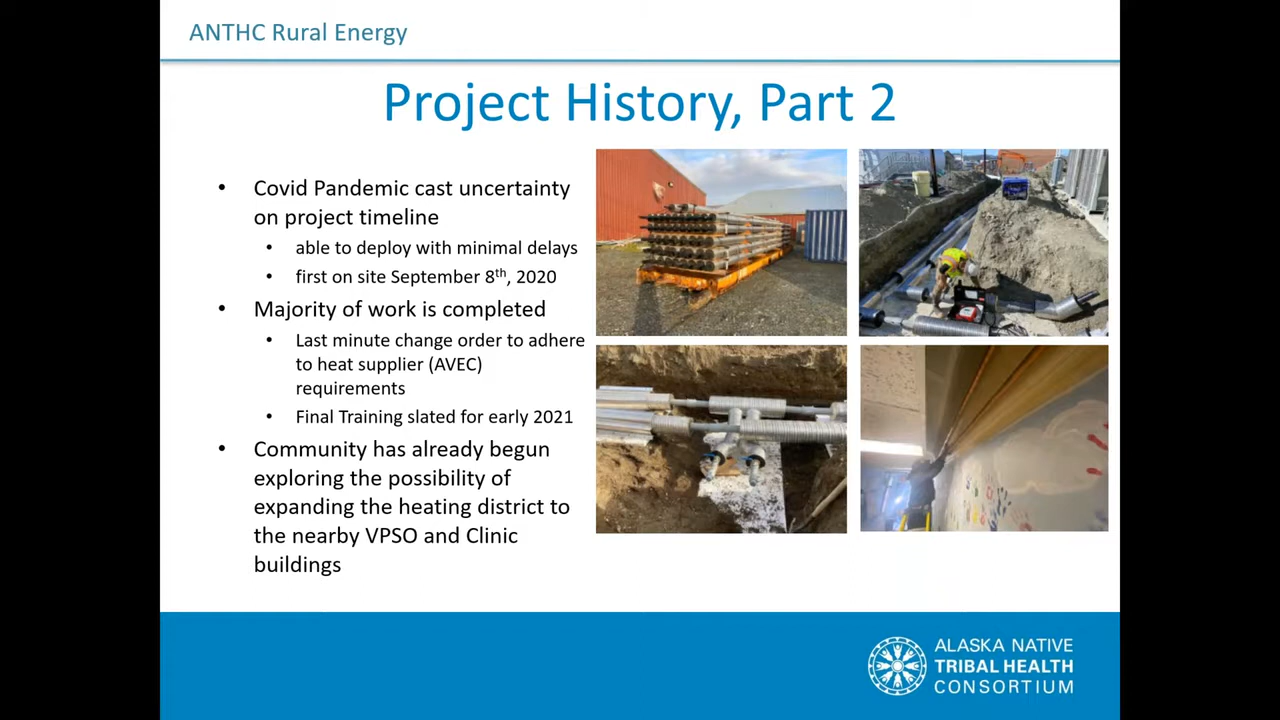 ANTHC Rural Energy
Project History, Part 2
• Covid Pandemic cast uncertainty
on project timeline
• able to deploy with minimal delays
• first on site September 8th, 2020
• Majority of work is completed
• Last minute change order to adhere
to heat supplier (AVEC)
requirements
• Final Training slated for early 2021
• Community has already begun
exploring the possibility of
expanding the heating district to
the nearby VPSO and Clinic
buildings
ALASKA NATIVE
TRIBAL HEALTH
CONSORTIUM